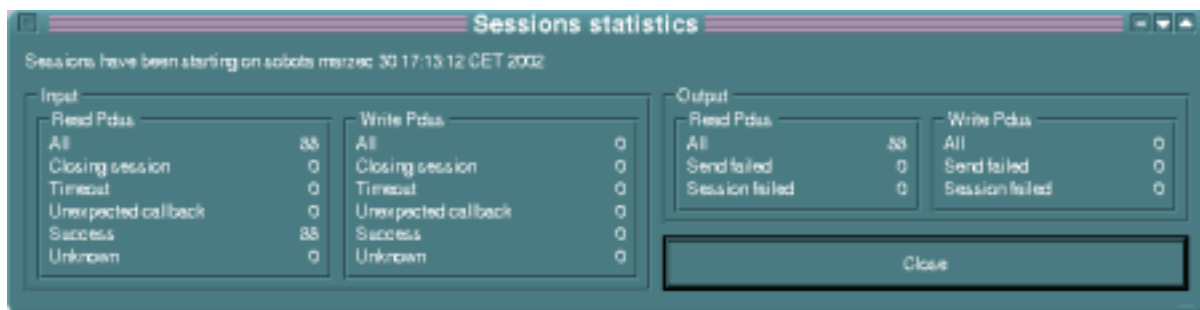 Sessions statistics
Sessions have been starting on sobota marzec 30 17:13:12 CET 2002
Input
Read Pdus
All
Closing session 0
Timeout 0
Unexpected callback 0
Success
Unknown 0
Write Pdus
All 0
Closing session 0
Timeout 0
Unexpected callback 0
Success 0
Unknown 0
Output
Read Pdus
All
Send failed 0
Session failed 0
Write Pdus
All 0
Send failed 0
Session failed 0
Close